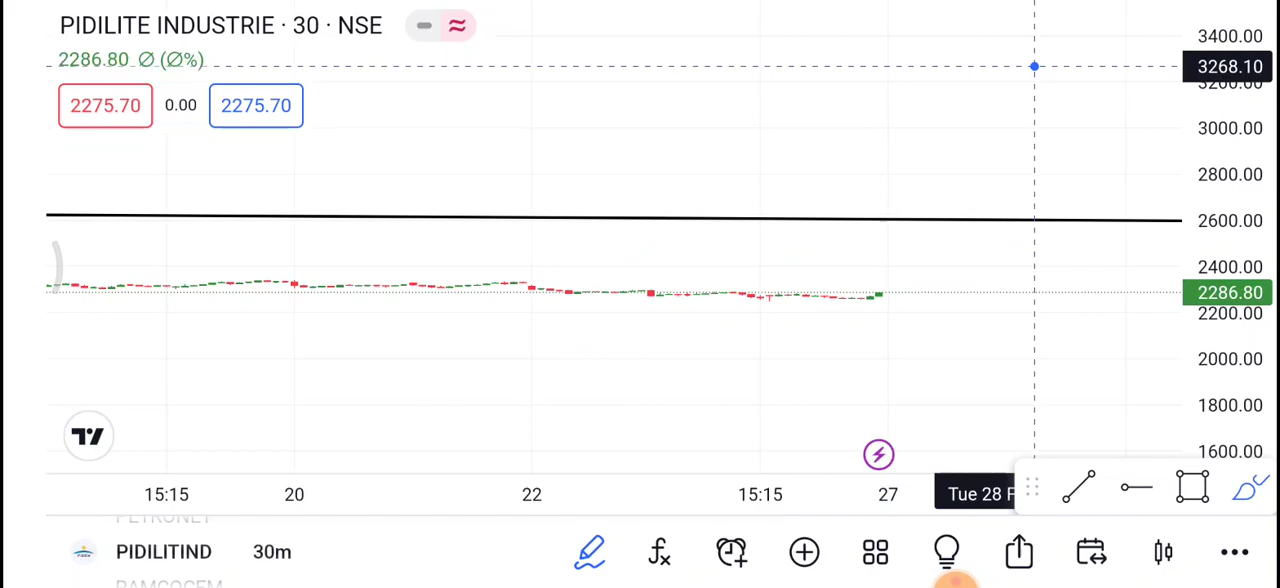 PIDILITE INDUSTRIE · 30 · NSE
2286.80 ∅ (∅%)
2275.70 0.00 2275.70
3400.00
3268.10
3200.00
3000.00
2800.00
2600.00
2400.00
2286.80
2200.00
2000.00
1800.00
1600.00
15:15 20 22 15:15 27 Tue 28 F
PETRONET
PIDILITIND 30m
RAMCOCEM